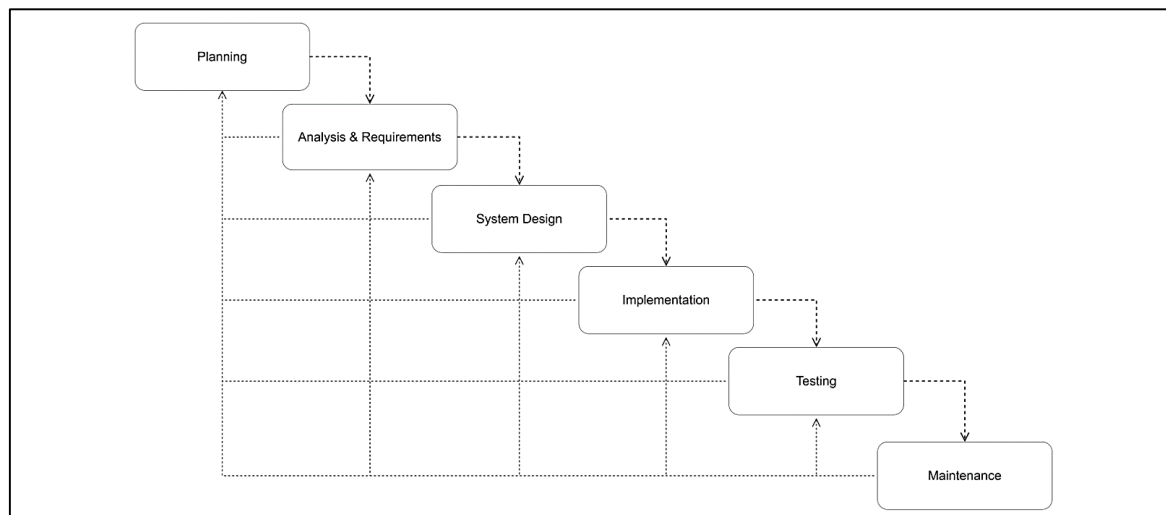 Planning
Analysis & Requirements
System Design
Implementation
Testing
Maintenance